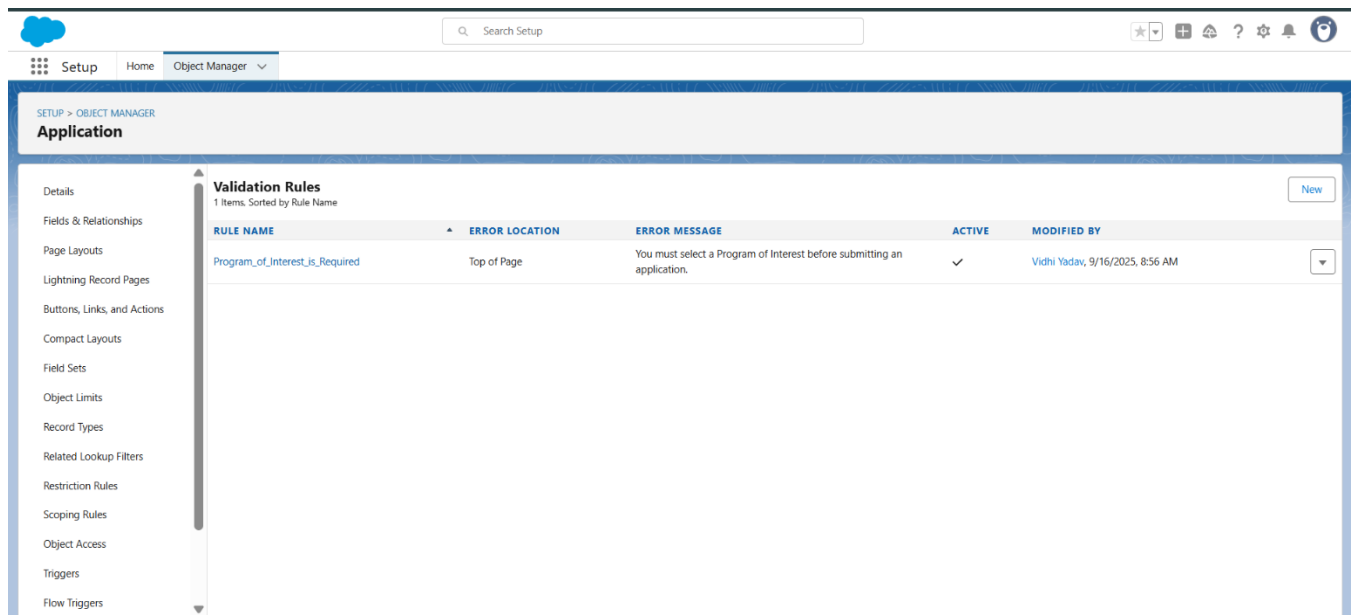 Search Setup
Setup Home Object Manager
SETUP > OBJECT MANAGER
Application
Details
Fields & Relationships
Page Layouts
Lightning Record Pages
Buttons, Links, and Actions
Compact Layouts
Field Sets
Object Limits
Record Types
Related Lookup Filters
Restriction Rules
Scoping Rules
Object Access
Triggers
Flow Triggers
Validation Rules
1 Items. Sorted by Rule Name
New
RULE NAME ERROR LOCATION ERROR MESSAGE ACTIVE MODIFIED BY
Program_of_Interest_is_Required Top of Page You must select a Program of Interest before submitting an
application.
Vidhi Yadav, 9/16/2025, 8:56 AM